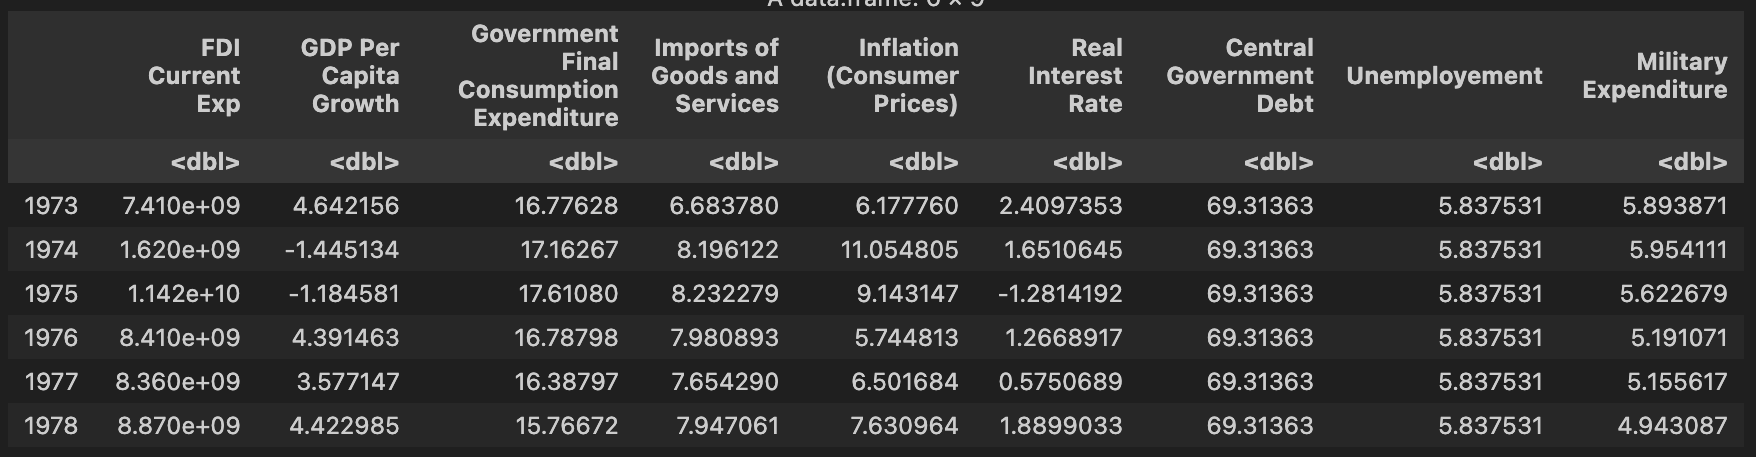 A data.frame: 6 × 9
FDI Current Exp GDP Per Capita Growth Government Final Consumption Expenditure Imports of Goods and Services Inflation (Consumer Prices) Real Interest Rate Central Government Debt Unemployement Military Expenditure
<dbl> <dbl> <dbl> <dbl> <dbl> <dbl> <dbl> <dbl> <dbl>
1973 7.410e+09 4.642156 16.77628 6.683780 6.177760 2.4097353 69.31363 5.837531 5.893871
1974 1.620e+09 -1.445134 17.16267 8.196122 11.054805 1.6510645 69.31363 5.837531 5.954111
1975 1.142e+10 -1.184581 17.61080 8.232279 9.143147 -1.2814192 69.31363 5.837531 5.622679
1976 8.410e+09 4.391463 16.78798 7.980893 5.744813 1.2668917 69.31363 5.837531 5.191071
1977 8.360e+09 3.577147 16.38797 7.654290 6.501684 0.5750689 69.31363 5.837531 5.155617
1978 8.870e+09 4.422985 15.76672 7.947061 7.630964 1.8899033 69.31363 5.837531 4.943087